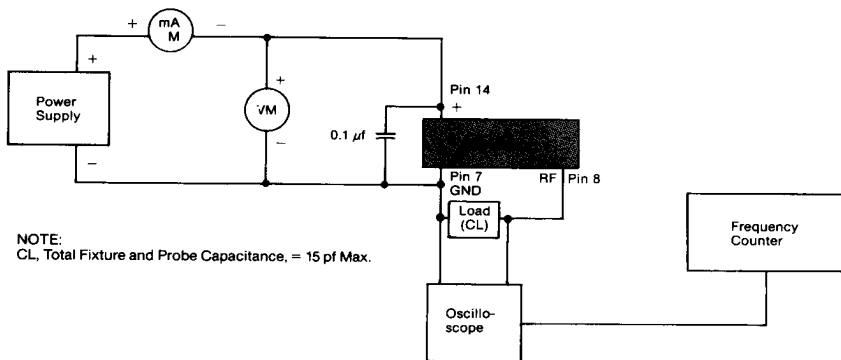 + mA M −
+
Power Supply
−
+
VM
−
Pin 14
+
0.1 µf
Pin 7
GND
RF Pin 8
Load (CL)
Frequency Counter
NOTE:
CL, Total Fixture and Probe Capacitance, = 15 pf Max.
Oscillo-
scope